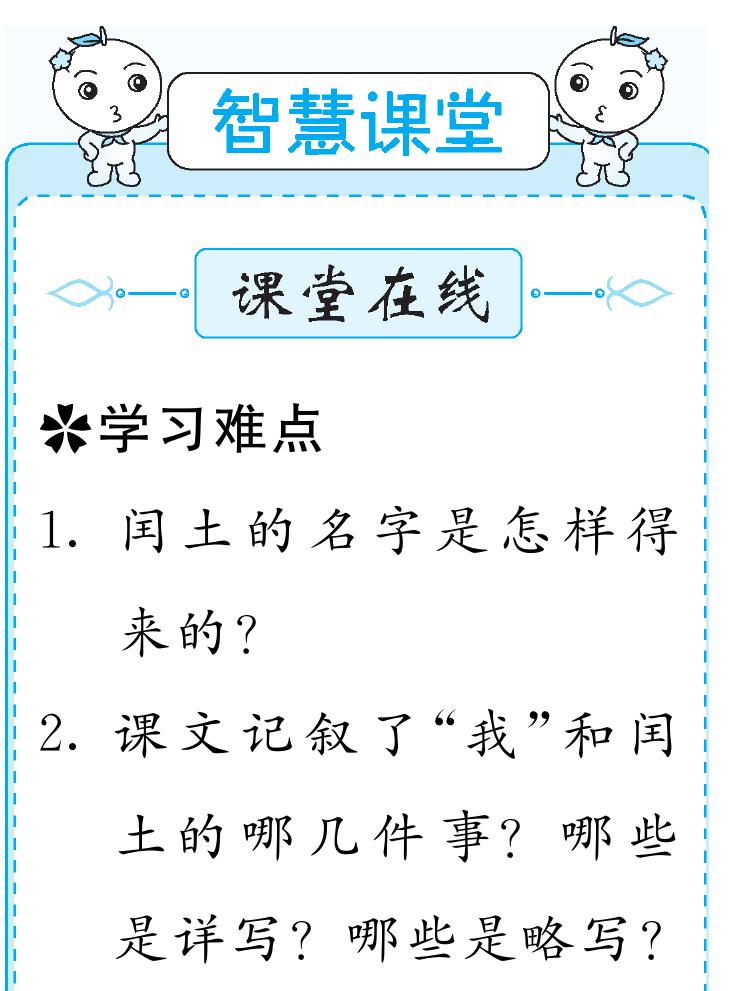 智慧课堂
课堂在线
学习难点
1. 闰土的名字是怎样得
来的?
2. 课文记叙了“我”和闰
土的哪几件事? 哪些
是详写? 哪些是略写?